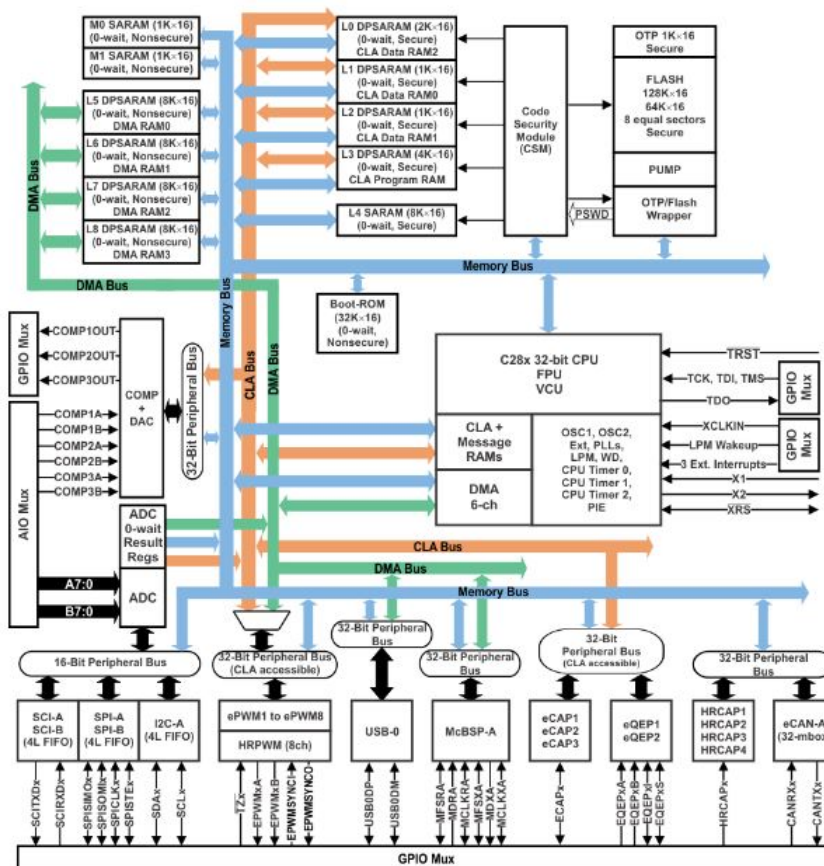 M0 SARAM (1K×16)
(0-wait, Nonsecure)
M1 SARAM (1K×16)
(0-wait, Nonsecure)
L5 DPSARAM (8K×16)
(0-wait, Nonsecure)
DMA RAM0
L6 DPSARAM (8K×16)
(0-wait, Nonsecure)
DMA RAM1
L7 DPSARAM (8K×16)
(0-wait, Nonsecure)
DMA RAM2
L8 DPSARAM (8K×16)
(0-wait, Nonsecure)
DMA RAM3
DMA Bus
L0 DPSARAM (2K×16)
(0-wait, Secure)
CLA Data RAM2
L1 DPSARAM (1K×16)
(0-wait, Secure)
CLA Data RAM0
L2 DPSARAM (1K×16)
(0-wait, Secure)
CLA Data RAM1
L3 DPSARAM (4K×16)
(0-wait, Secure)
CLA Program RAM
L4 SARAM (8K×16)
(0-wait, Secure)
Code
Security
Module
(CSM)
PSWD
OTP 1K×16
Secure
FLASH
128K×16
64K×16
8 equal sectors
Secure
PUMP
OTP/Flash
Wrapper
Memory Bus
DMA Bus
Memory Bus
CLA Bus
DMA Bus
Boot-ROM
(32K×16)
(0-wait,
Nonsecure)
GPIO Mux
COMP1OUT
COMP2OUT
COMP3OUT
COMP
+
DAC
32-Bit Peripheral Bus
AIO Mux
COMP1A
COMP1B
COMP2A
COMP2B
COMP3A
COMP3B
ADC
0-wait
Result
Regs
ADC
A7:0
B7:0
C28x 32-bit CPU
FPU
VCU
CLA +
Message
RAMs
DMA
6-ch
OSC1, OSC2,
Ext, PLLs,
LPM, WD,
CPU Timer 0,
CPU Timer 1,
CPU Timer 2,
PIE
TRST
TCK, TDI, TMS
TDO
GPIO
Mux
XCLKIN
LPM Wakeup
3 Ext. Interrupts
GPIO
Mux
X1
X2
XRS
CLA Bus
DMA Bus
Memory Bus
16-Bit Peripheral Bus
32-Bit Peripheral Bus
(CLA accessible)
32-Bit Peripheral
Bus
32-Bit Peripheral
Bus
32-Bit
Peripheral Bus
(CLA accessible)
32-Bit Peripheral
Bus
SCI-A
SCI-B
(4L FIFO)
SPI-A
SPI-B
(4L FIFO)
I2C-A
(4L FIFO)
ePWM1 to ePWM8
HRPWM (8ch)
USB-0
McBSP-A
eCAP1
eCAP2
eCAP3
eQEP1
eQEP2
HRCAP1
HRCAP2
HRCAP3
HRCAP4
eCAN-A
(32-mbox)
SCITXDx
SCIRXDx
SPISIMOx
SPISOMIx
SPICLKx
SPISTEx
SDAx
SCLx
TZx
EPWMxA
EPWMxB
EPWMSYNCI
EPWMSYNCO
USB0DP
USB0DM
MFSRA
MDRA
MCLKRA
MFSXA
MDXA
MCLKXA
ECAPx
EQEPxA
EQEPxB
EQEPxI
EQEPxS
HRCAPx
CANRXx
CANTXx
GPIO Mux